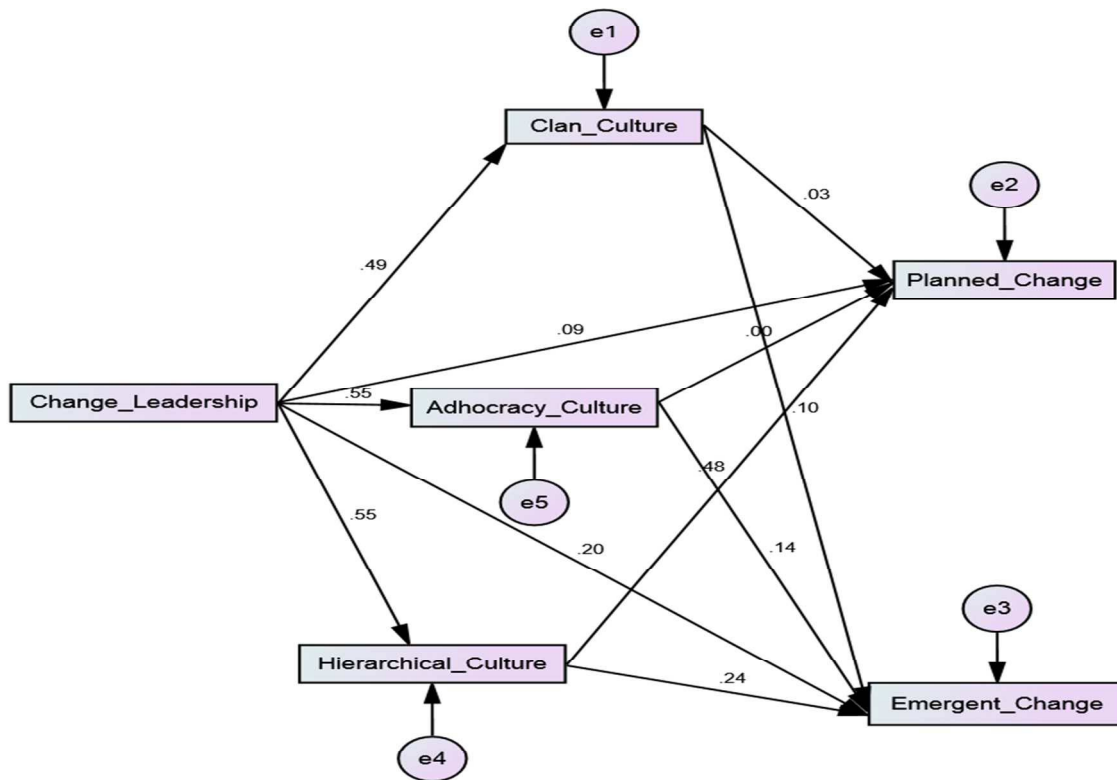 e1
Clan_Culture
e2
.03
Planned_Change
.49
.09
.00
Change_Leadership
.55
Adhocracy_Culture
.10
.48
e5
.55
.20
.14
e3
Hierarchical_Culture
.24
Emergent_Change
e4